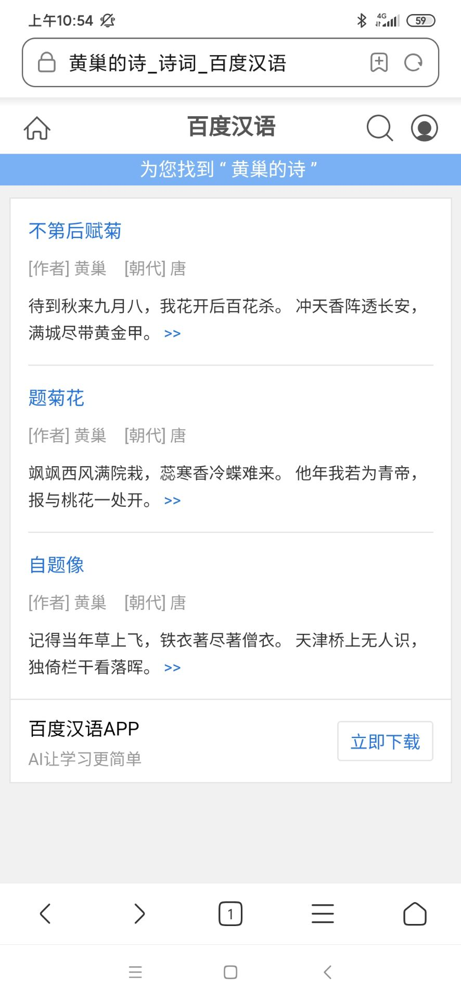 上午10:54
4G
59
黄巢的诗_诗词_百度汉语
百度汉语
为您找到“黄巢的诗”
不第后赋菊
[作者] 黄巢 [朝代] 唐
待到秋来九月八，我花开后百花杀。 冲天香阵透长安，
满城尽带黄金甲。 >>
题菊花
[作者] 黄巢 [朝代] 唐
飒飒西风满院栽，蕊寒香冷蝶难来。 他年我若为青帝，
报与桃花一处开。 >>
自题像
[作者] 黄巢 [朝代] 唐
记得当年草上飞，铁衣著尽著僧衣。 天津桥上无人识，
独倚栏干看落晖。 >>
百度汉语APP
立即下载
AI让学习更简单
1